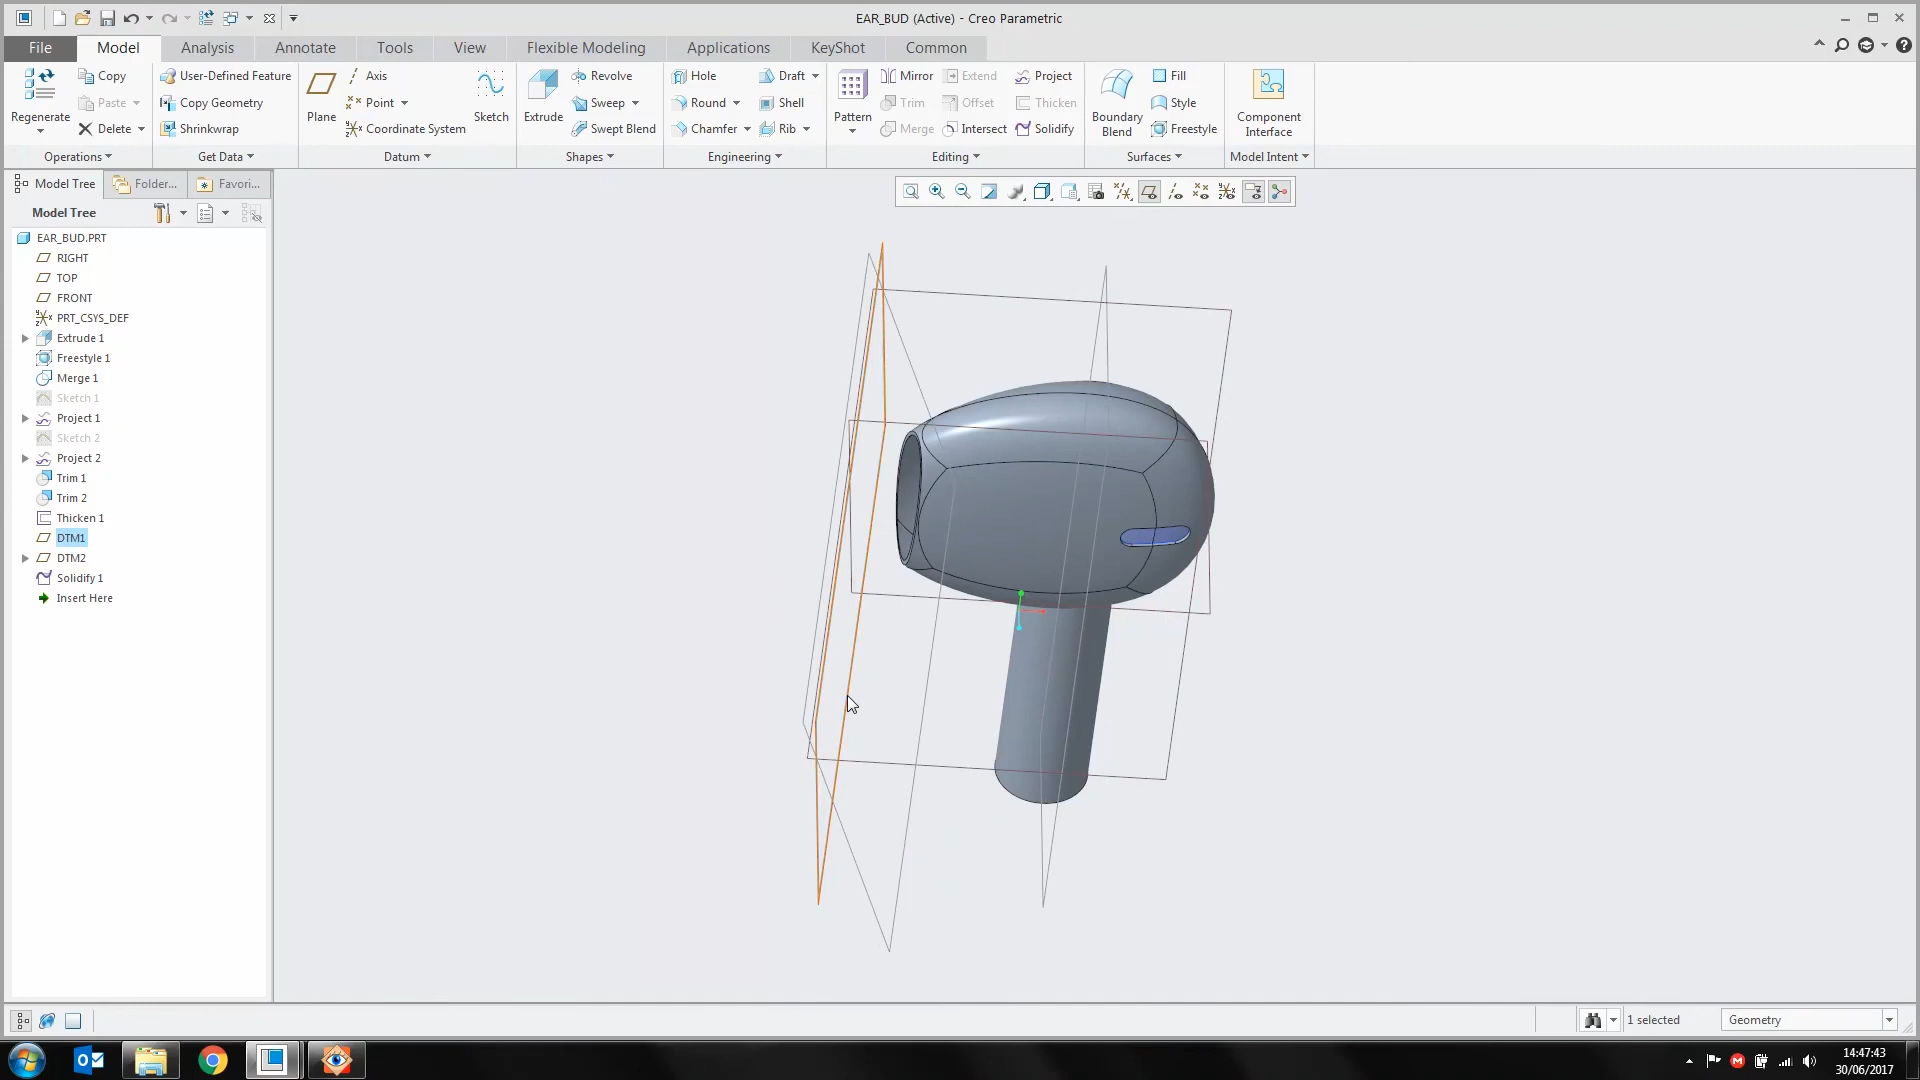 EAR_BUD (Active) - Creo Parametric
File Model Analysis Annotate Tools View Flexible Modeling Applications KeyShot Common
Regenerate
Copy
Paste
Delete
Operations
User-Defined Feature
Copy Geometry
Shrinkwrap
Get Data
Plane
Axis
Point
Coordinate System
Sketch
Datum
Extrude
Revolve
Sweep
Swept Blend
Shapes
Hole
Round
Chamfer
Draft
Shell
Rib
Engineering
Pattern
Mirror
Trim
Merge
Extend
Offset
Intersect
Project
Thicken
Solidify
Editing
Boundary
Blend
Fill
Style
Freestyle
Surfaces
Component
Interface
Model Intent
Model Tree Folder... Favori...
Model Tree
EAR_BUD.PRT
RIGHT
TOP
FRONT
PRT_CSYS_DEF
Extrude 1
Freestyle 1
Merge 1
Sketch 1
Project 1
Sketch 2
Project 2
Trim 1
Trim 2
Thicken 1
DTM1
DTM2
Solidify 1
Insert Here
1 selected
Geometry
14:47:43
30/06/2017